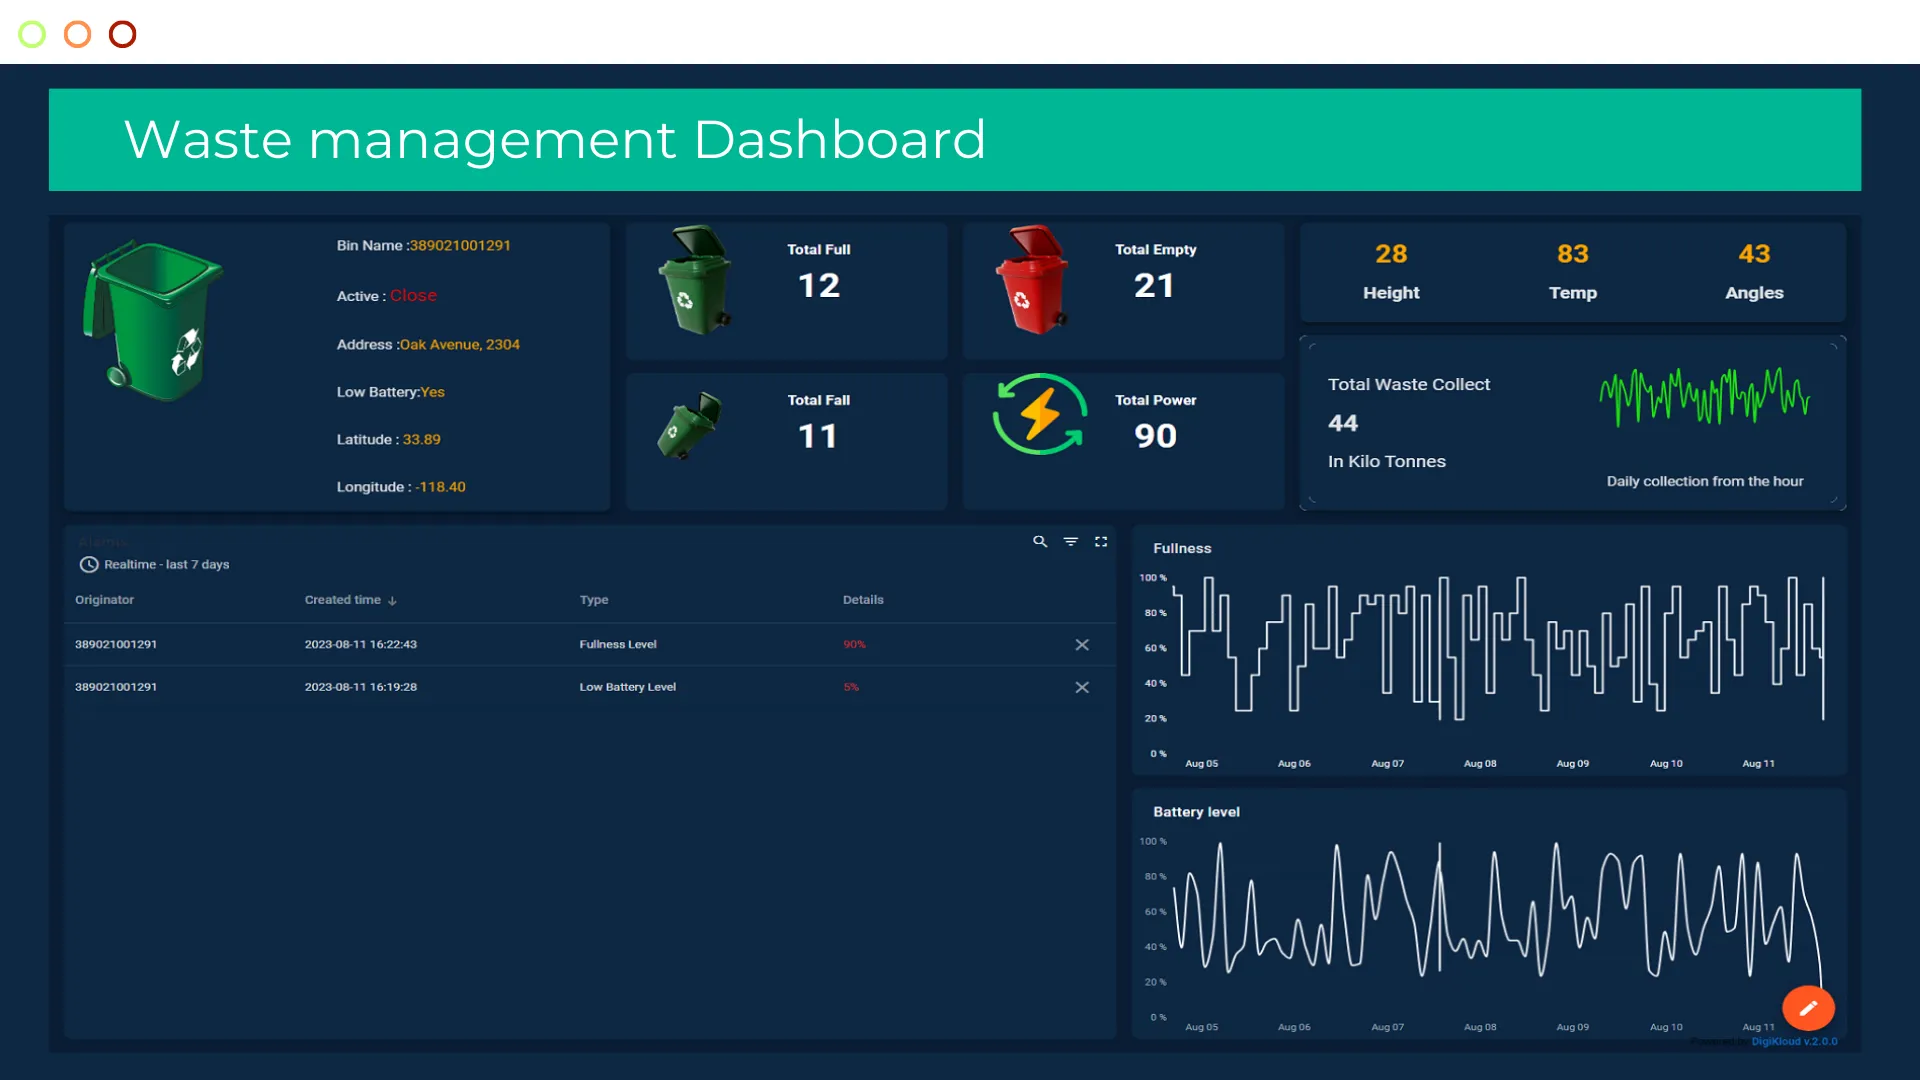 Waste management Dashboard
Bin Name :389021001291
Active : Close
Address :Oak Avenue, 2304
Low Battery:Yes
Latitude : 33.89
Longitude : -118.40
Total Full
12
Total Empty
21
Total Fall
11
Total Power
90
28 83 43
Height Temp Angles
Total Waste Collect
44
In Kilo Tonnes
Daily collection from the hour
Alarms
Realtime - last 7 days
Originator Created time ↓ Type Details
389021001291 2023-08-11 16:22:43 Fullness Level 90%
389021001291 2023-08-11 16:19:28 Low Battery Level 5%
Fullness
100 %
80 %
60 %
40 %
20 %
0 %
Aug 05 Aug 06 Aug 07 Aug 08 Aug 09 Aug 10 Aug 11
Battery level
100 %
80 %
60 %
40 %
20 %
0 %
Aug 05 Aug 06 Aug 07 Aug 08 Aug 09 Aug 10 Aug 11
Powered by DigiKloud v.2.0.0